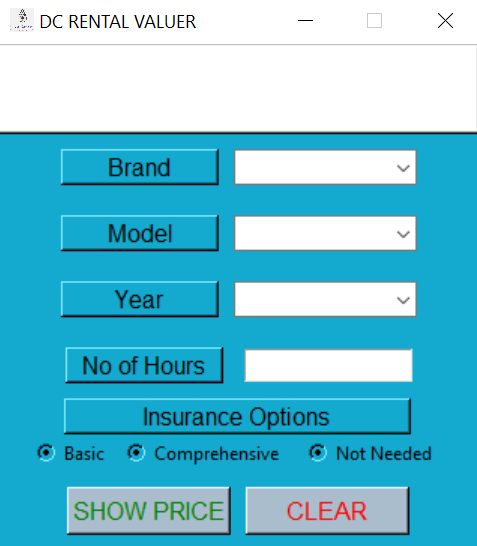 DC RENTAL VALUER
Brand
Model
Year
No of Hours
Insurance Options
Basic Comprehensive Not Needed
SHOW PRICE CLEAR